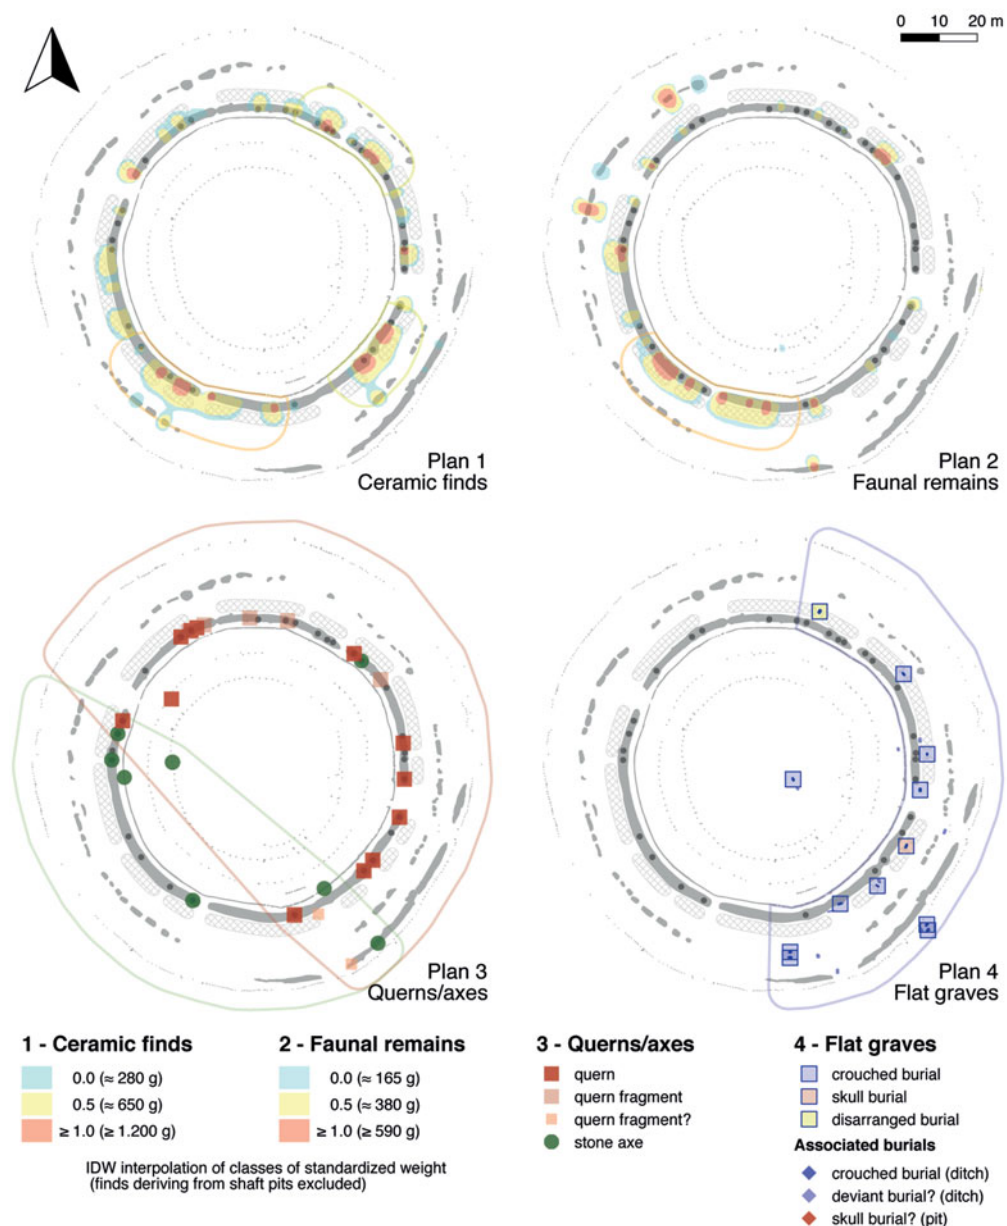 0 10 20 m
Plan 1
Ceramic finds
Plan 2
Faunal remains
Plan 3
Querns/axes
Plan 4
Flat graves
1 - Ceramic finds
0.0 (≈ 280 g)
0.5 (≈ 650 g)
≥ 1.0 (≥ 1.200 g)
2 - Faunal remains
0.0 (≈ 165 g)
0.5 (≈ 380 g)
≥ 1.0 (≥ 590 g)
IDW interpolation of classes of standardized weight
(finds deriving from shaft pits excluded)
3 - Querns/axes
quern
quern fragment
quern fragment?
stone axe
4 - Flat graves
crouched burial
skull burial
disarranged burial
Associated burials
crouched burial (ditch)
deviant burial? (ditch)
skull burial? (pit)